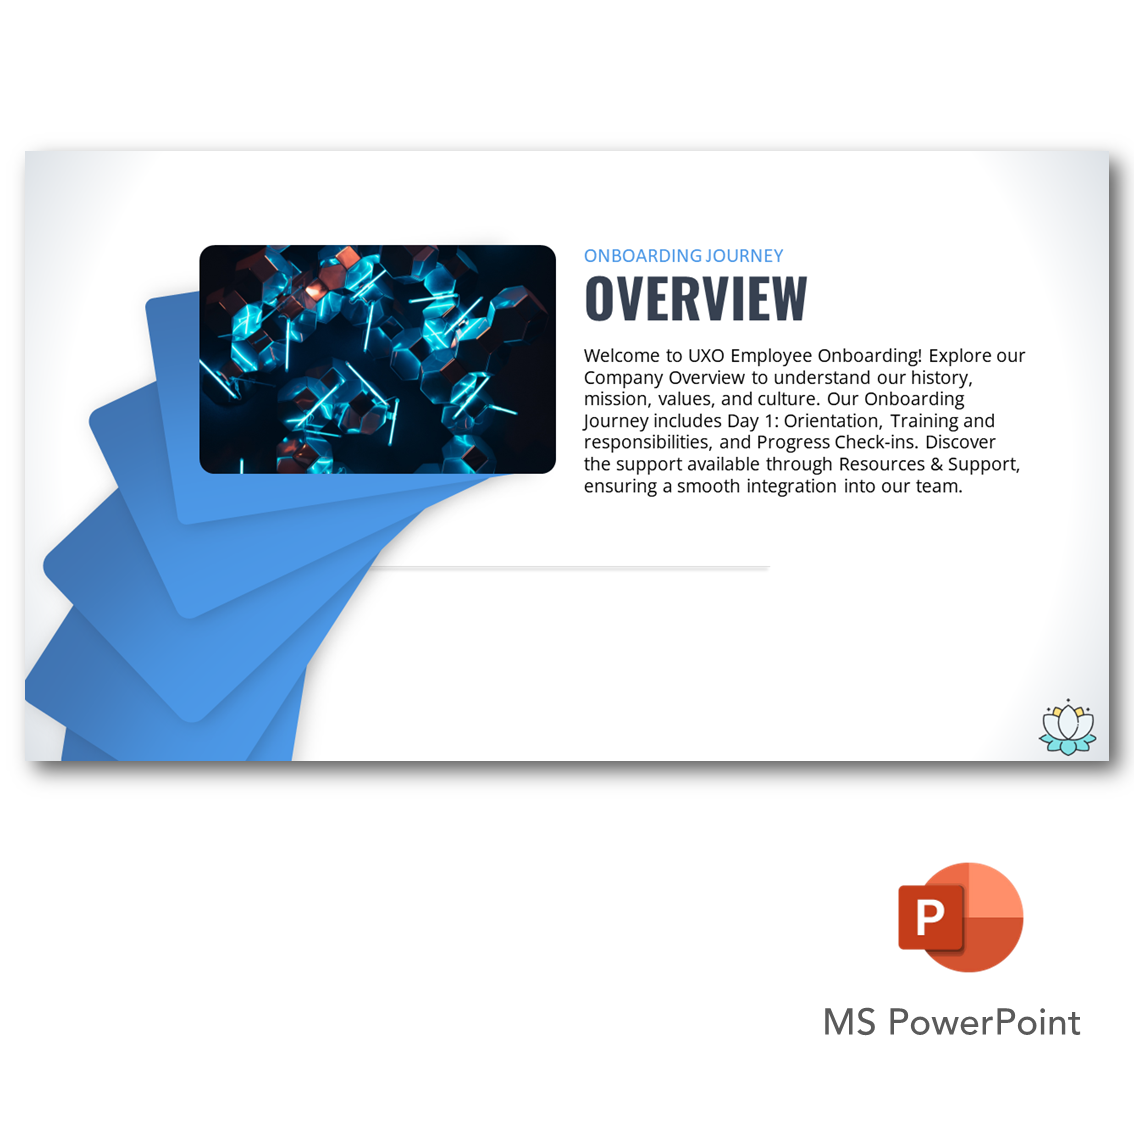 ONBOARDING JOURNEY
OVERVIEW
Welcome to UXO Employee Onboarding! Explore our
Company Overview to understand our history,
mission, values, and culture. Our Onboarding
Journey includes Day 1: Orientation, Training and
responsibilities, and Progress Check-ins. Discover
the support available through Resources & Support,
ensuring a smooth integration into our team.
P
MS PowerPoint